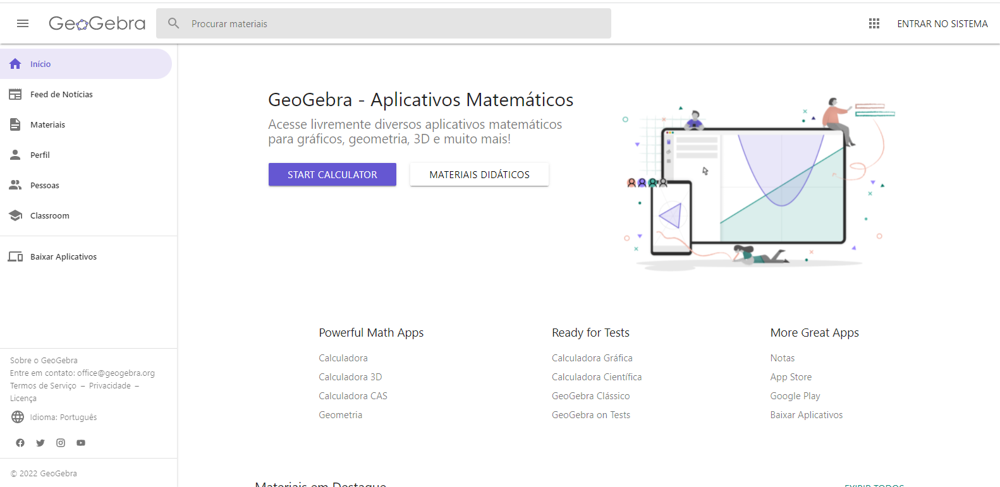 GeoGebra
Procurar materiais
ENTRAR NO SISTEMA
Início
Feed de Notícias
Materiais
Perfil
Pessoas
Classroom
Baixar Aplicativos
Sobre o GeoGebra
Entre em contato: office@geogebra.org
Termos de Serviço – Privacidade –
Licença
Idioma: Português
© 2022 GeoGebra
GeoGebra - Aplicativos Matemáticos
Acesse livremente diversos aplicativos matemáticos
para gráficos, geometria, 3D e muito mais!
START CALCULATOR
MATERIAIS DIDÁTICOS
Powerful Math Apps
Calculadora
Calculadora 3D
Calculadora CAS
Geometria
Ready for Tests
Calculadora Gráfica
Calculadora Científica
GeoGebra Clássico
GeoGebra on Tests
More Great Apps
Notas
App Store
Google Play
Baixar Aplicativos
Materiais em Destaque
EXIBIR TODOS